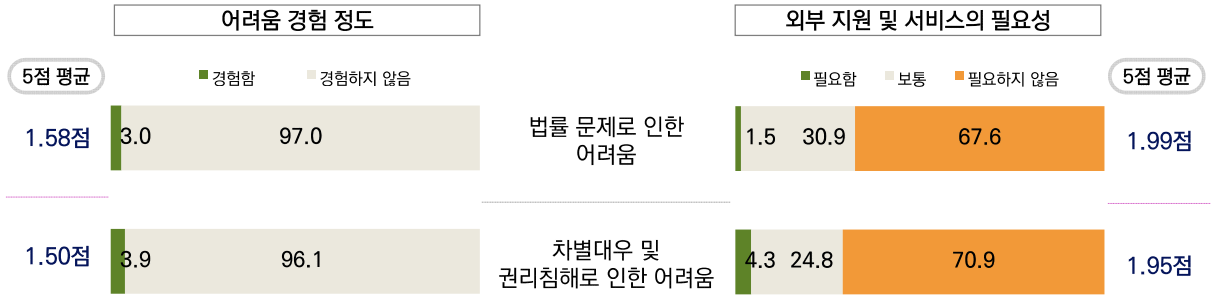 어려움 경험 정도
외부 지원 및 서비스의 필요성
5점 평균
경험함
경험하지 않음
필요함
보통
필요하지 않음
5점 평균
1.58점
3.0
97.0
법률 문제로 인한
어려움
1.5
30.9
67.6
1.99점
1.50점
3.9
96.1
차별대우 및
권리침해로 인한 어려움
4.3
24.8
70.9
1.95점